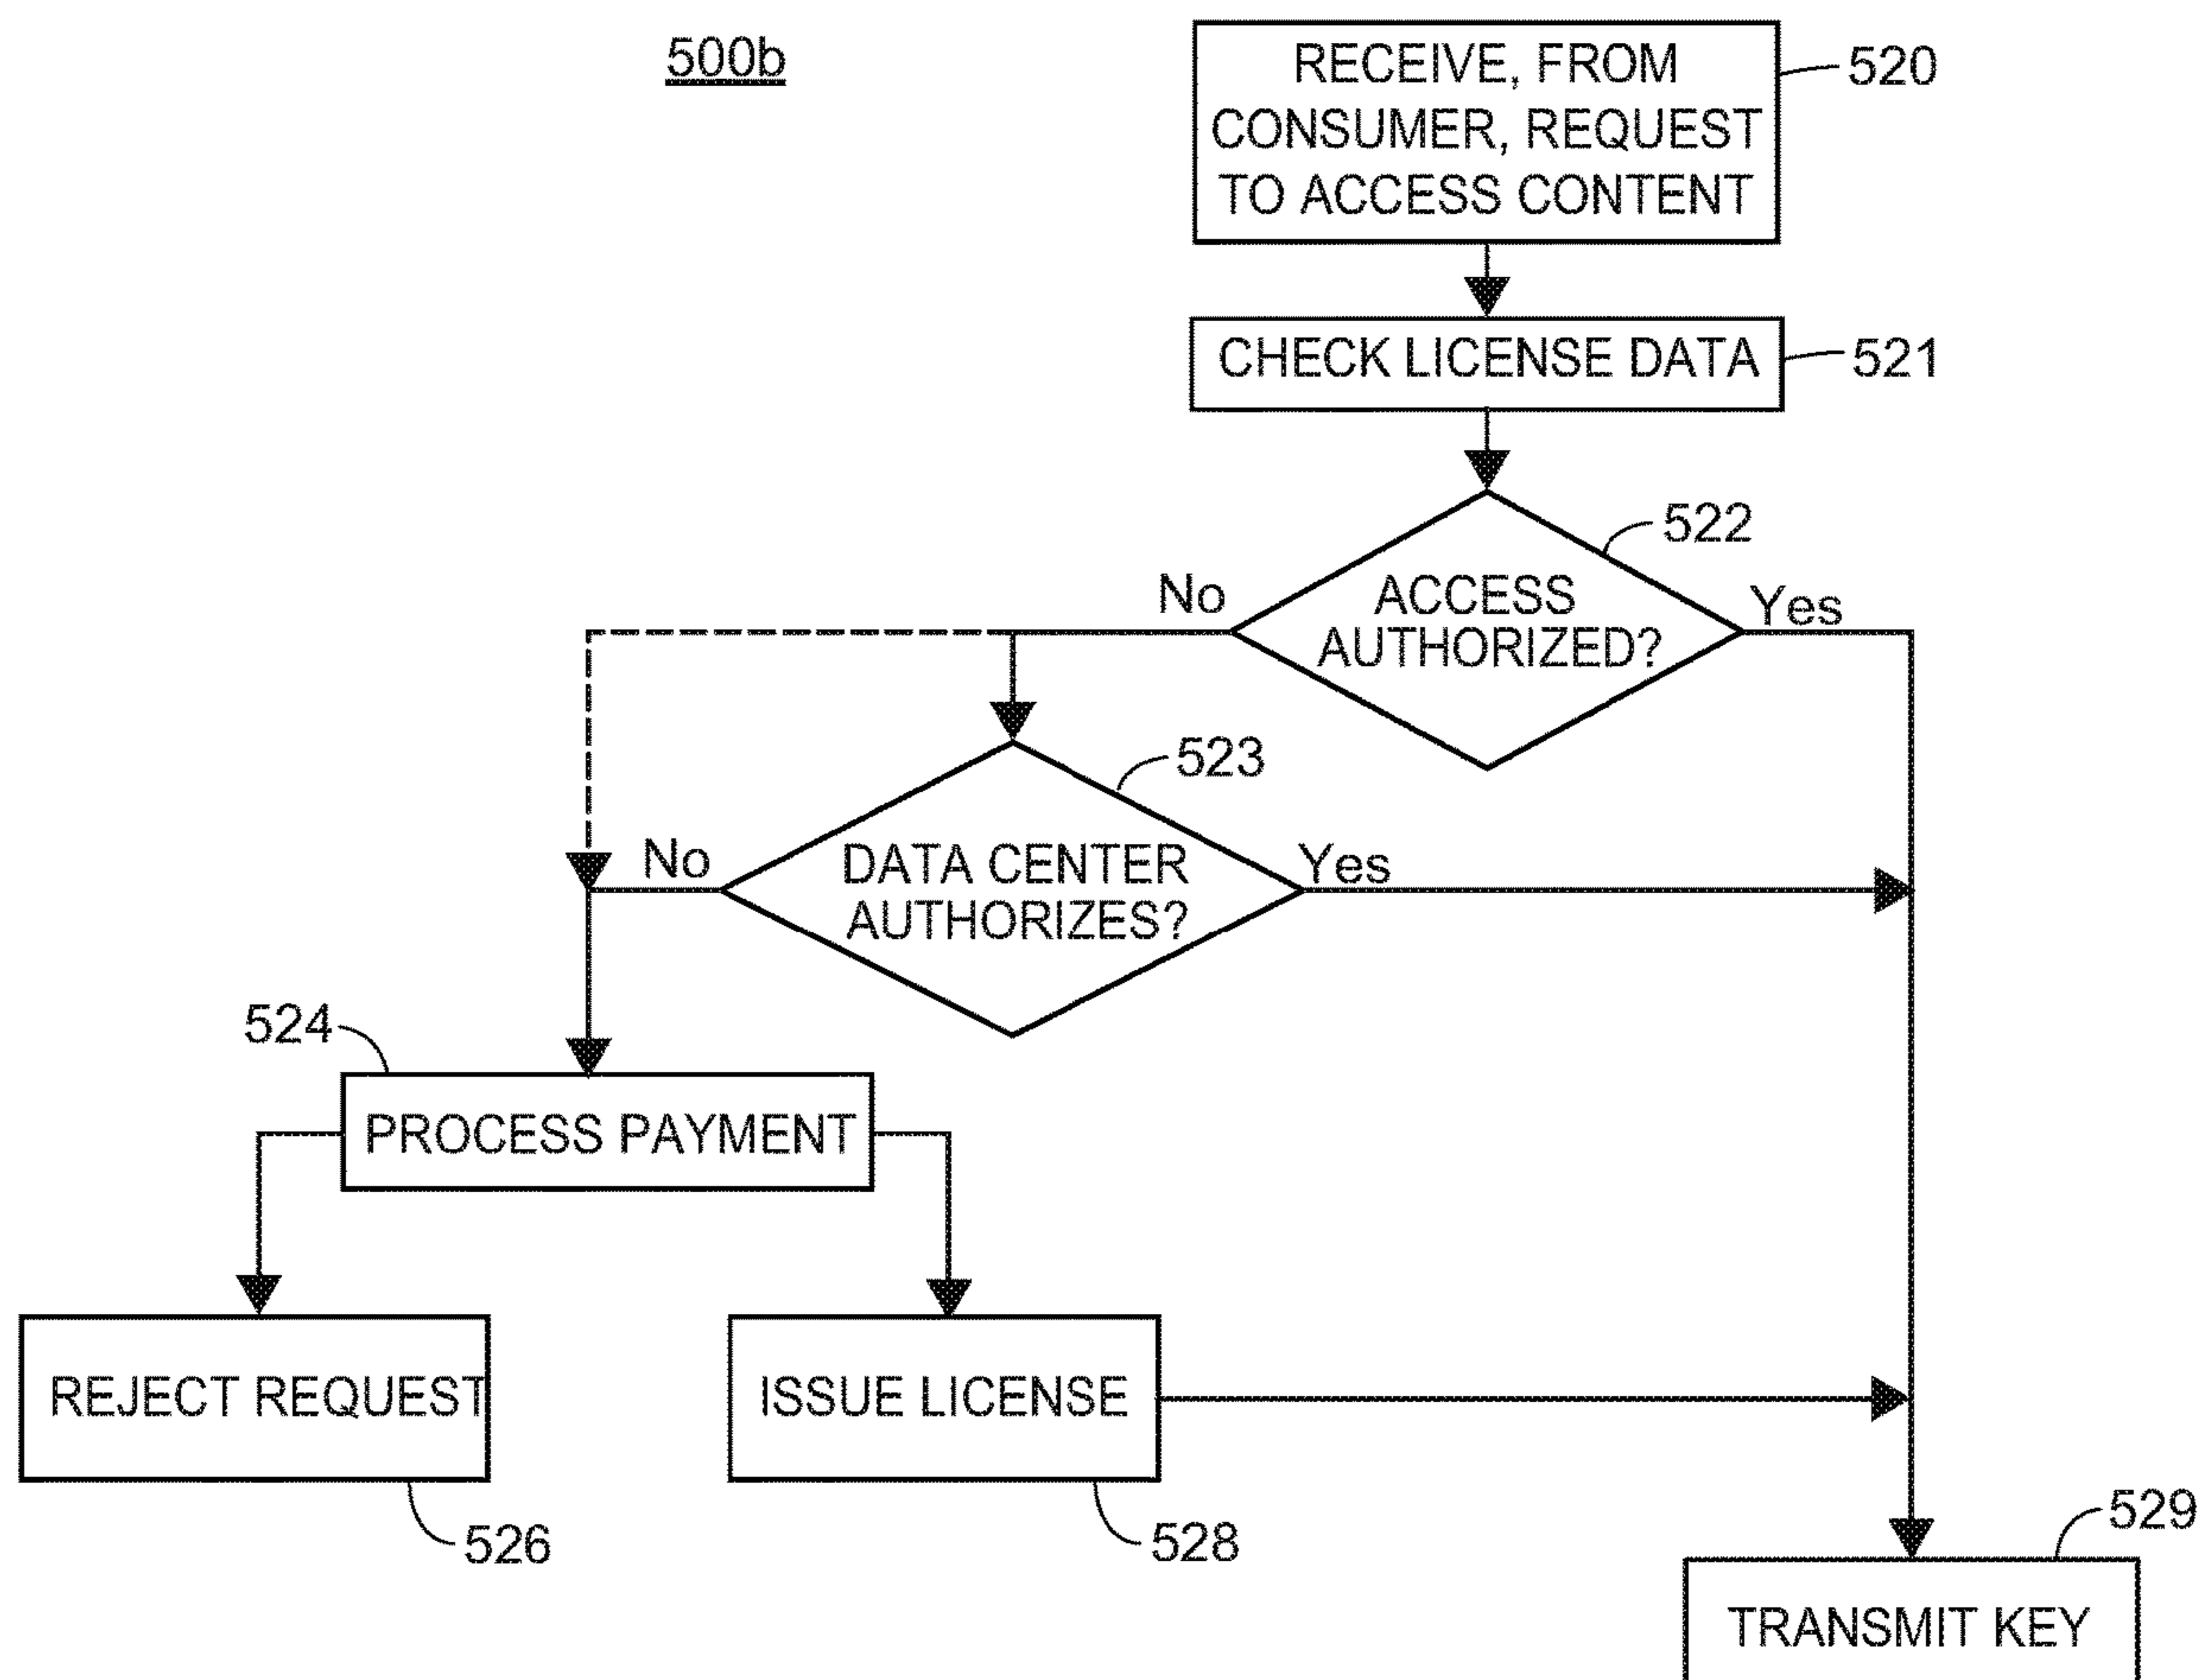 500b
RECEIVE, FROM
CONSUMER, REQUEST
TO ACCESS CONTENT
520
CHECK LICENSE DATA
521
522
No
ACCESS
AUTHORIZED?
Yes
523
No
DATA CENTER
AUTHORIZES?
Yes
524
PROCESS PAYMENT
REJECT REQUEST
ISSUE LICENSE
526
528
529
TRANSMIT KEY